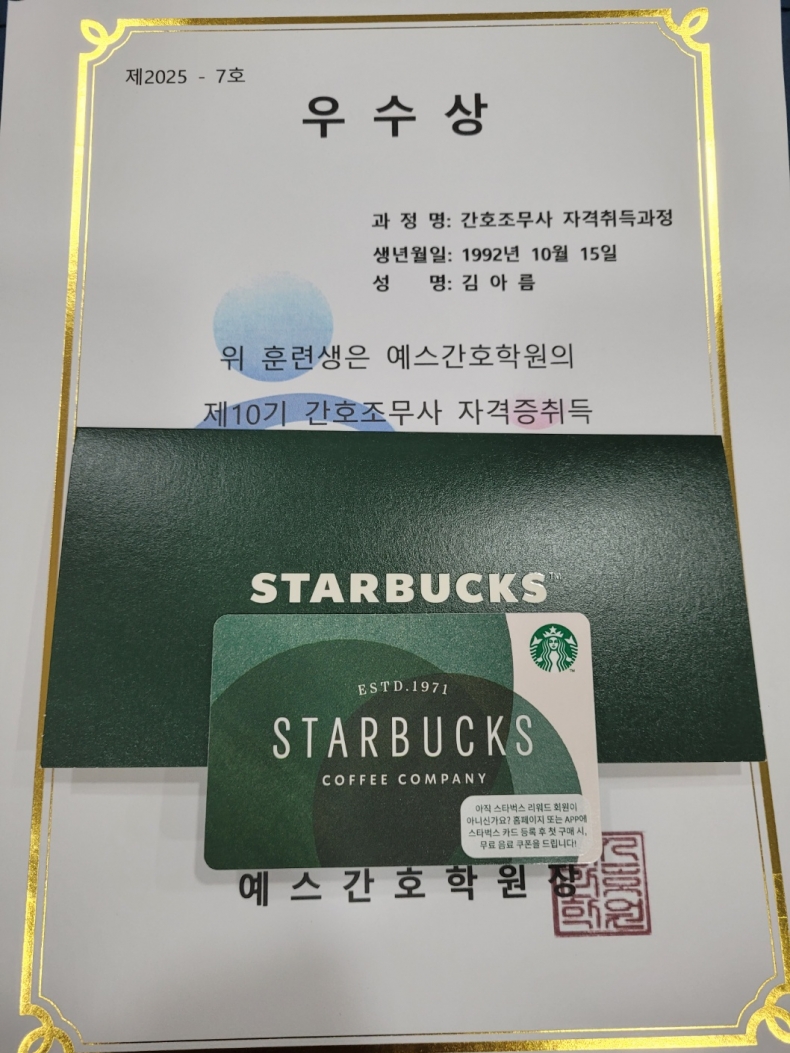 제2025 - 7호
우 수 상
과 정 명: 간호조무사 자격취득과정
생년월일: 1992년 10월 15일
성 명: 김 아 름
위 훈련생은 예스간호학원의
제10기 간호조무사 자격증취득
STARBUCKS™
ESTD.1971
STARBUCKS
COFFEE COMPANY
아직 스타벅스 리워드 회원이
아니신가요? 홈페이지 또는 APP에
스타벅스 카드 등록 후 첫 구매 시,
무료 음료 쿠폰을 드립니다!
예 스 간 호 학 원 장